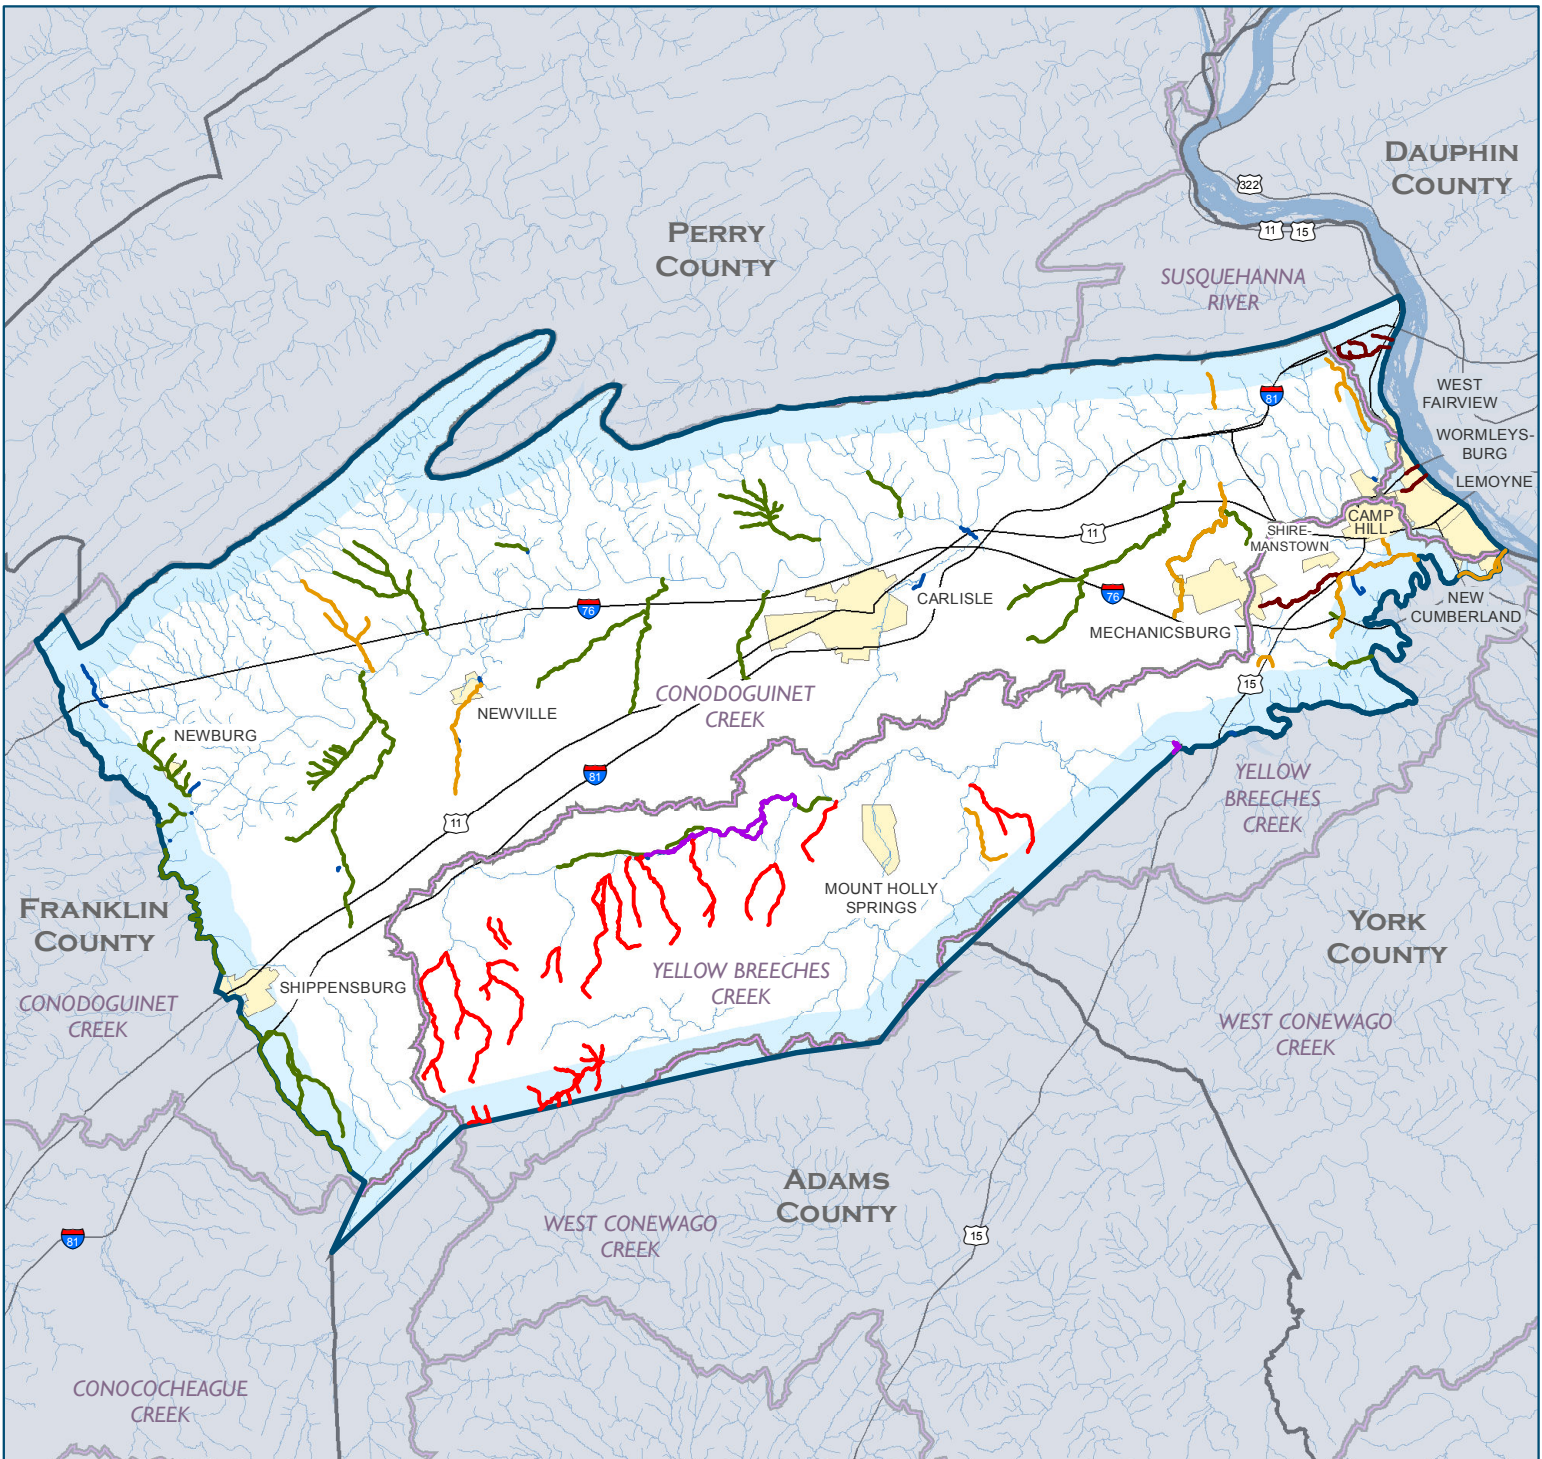 DAUPHIN
COUNTY
322
PERRY
COUNTY
11
15
SUSQUEHANNA
RIVER
81
WEST
FAIRVIEW
WORMLEYS-
BURG
LEMOYNE
CAMP
HILL
11
SHIRE-
MANSTOWN
76
CARLISLE
76
NEW
CUMBERLAND
MECHANICSBURG
CONODOGUINET
CREEK
15
NEWVILLE
NEWBURG
81
YELLOW
BREECHES
CREEK
11
MOUNT HOLLY
SPRINGS
FRANKLIN
COUNTY
YORK
COUNTY
YELLOW BREECHES
CREEK
SHIPPENSBURG
CONODOGUINET
CREEK
WEST CONEWAGO
CREEK
ADAMS
COUNTY
WEST CONEWAGO
CREEK
15
81
CONOCOCHEAGUE
CREEK